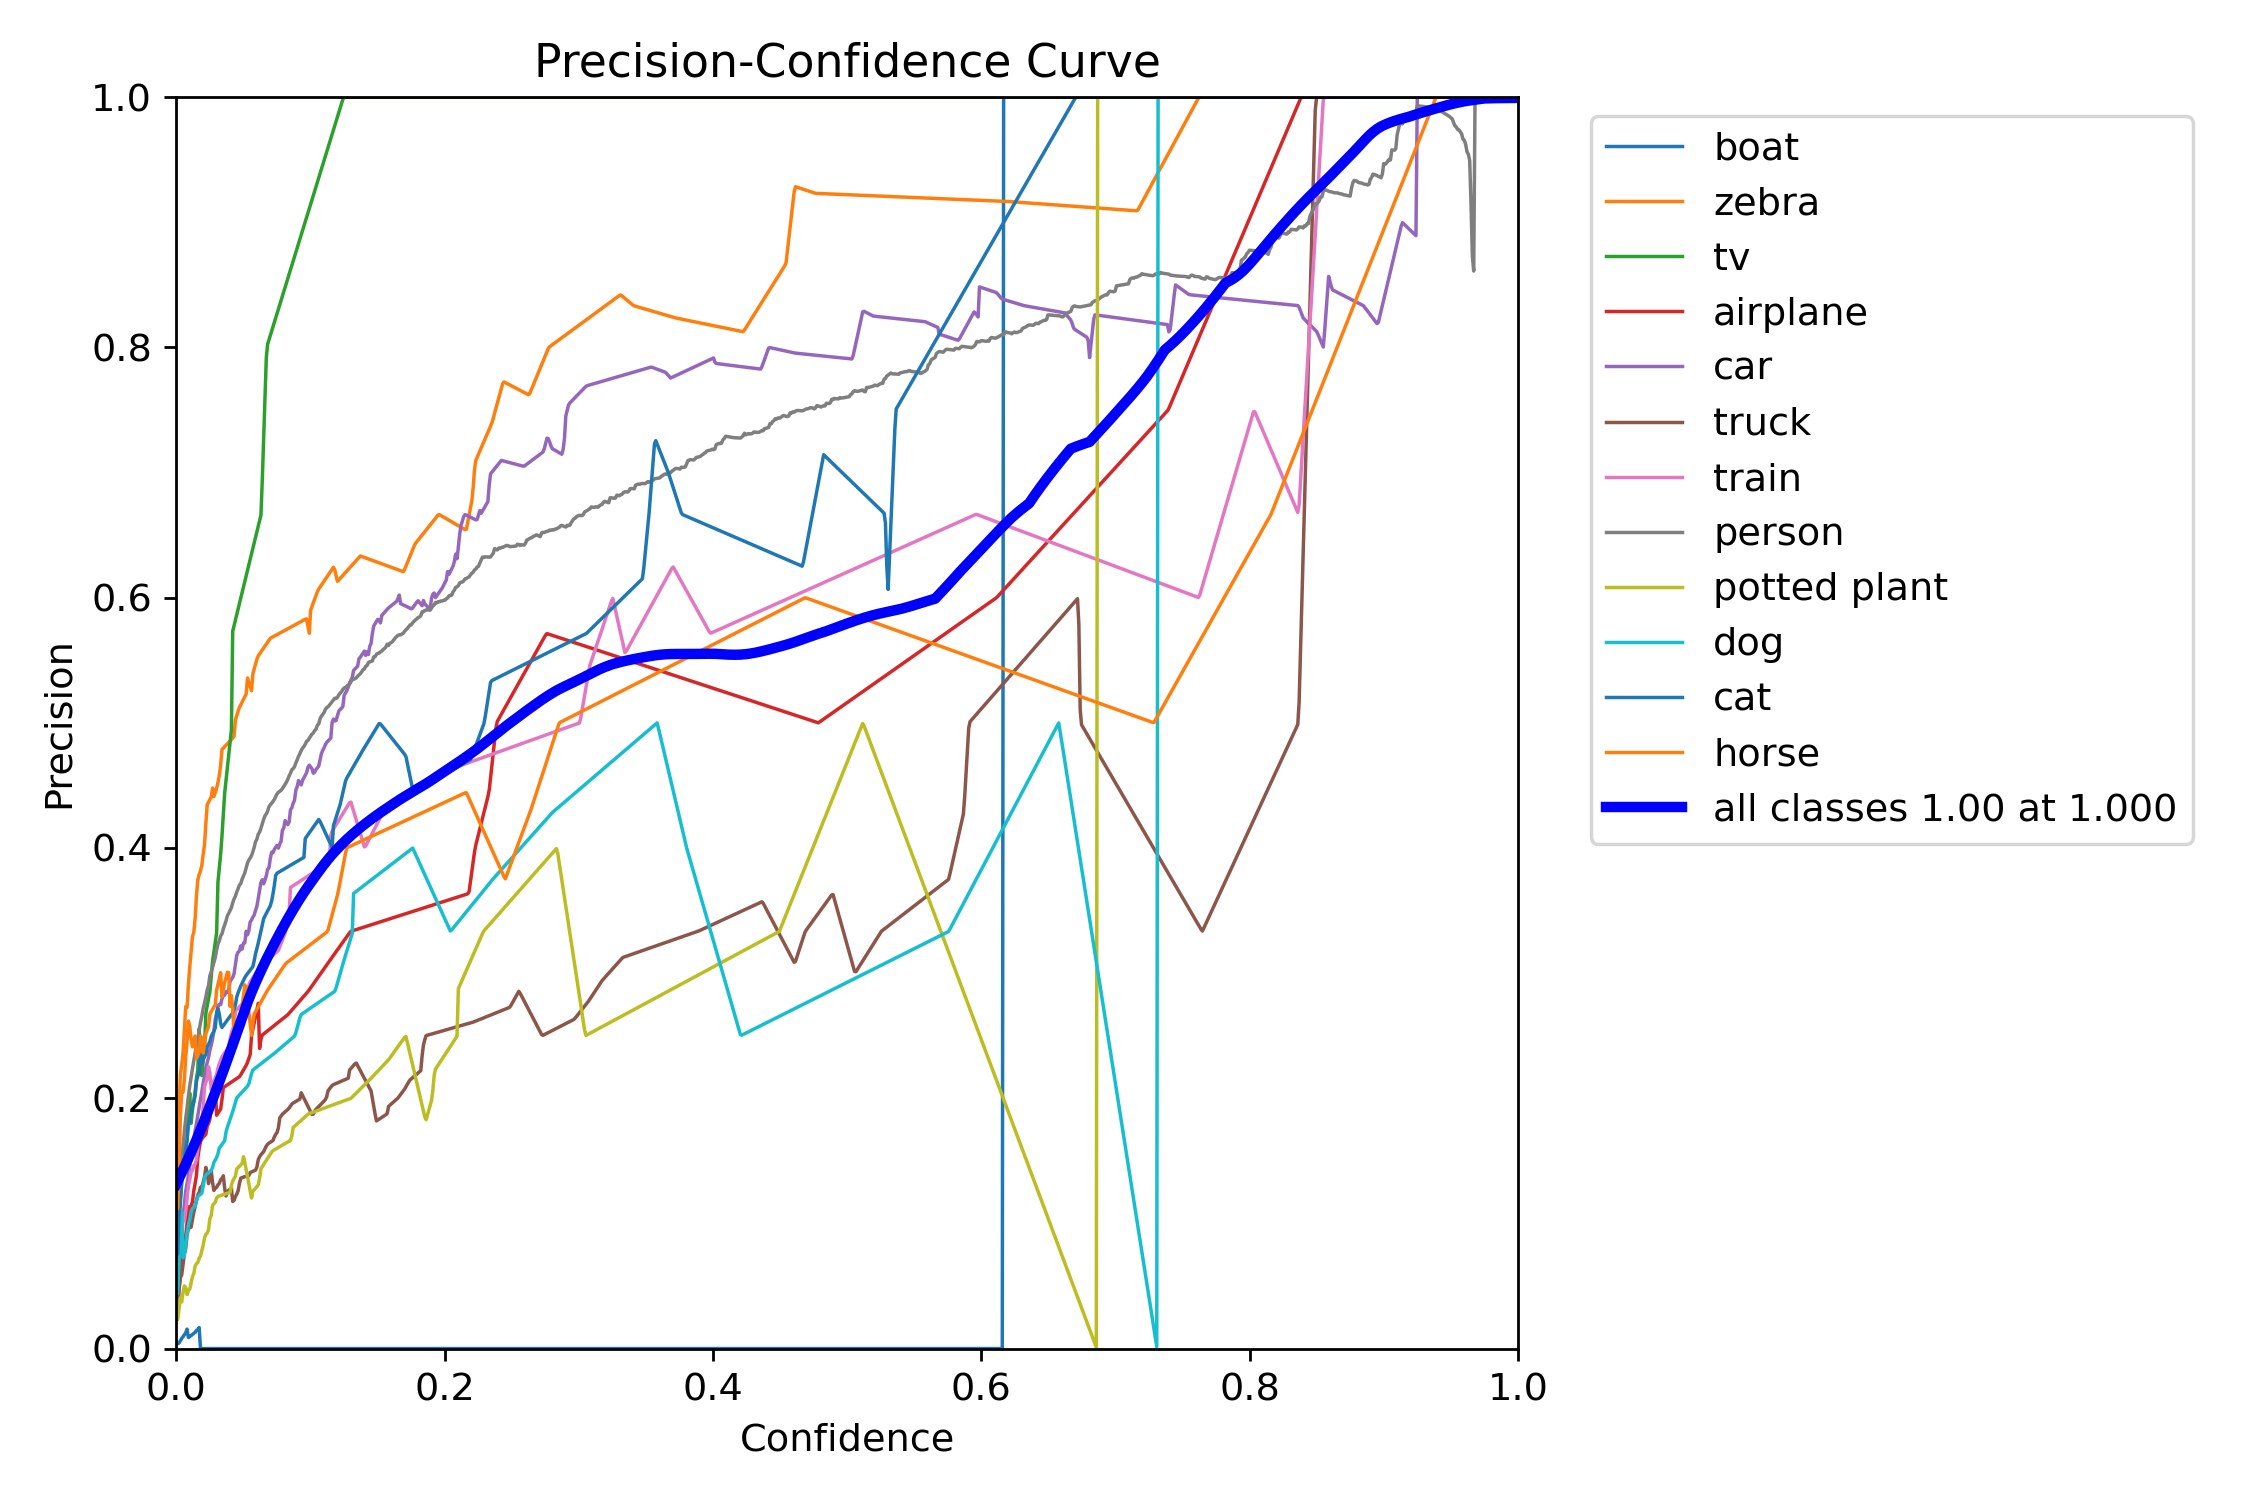 Precision-Confidence Curve
1.0
0.8
0.6
0.4
0.2
0.0
Precision
0.0 0.2 0.4 0.6 0.8 1.0
Confidence
boat
zebra
tv
airplane
car
truck
train
person
potted plant
dog
cat
horse
all classes 1.00 at 1.000